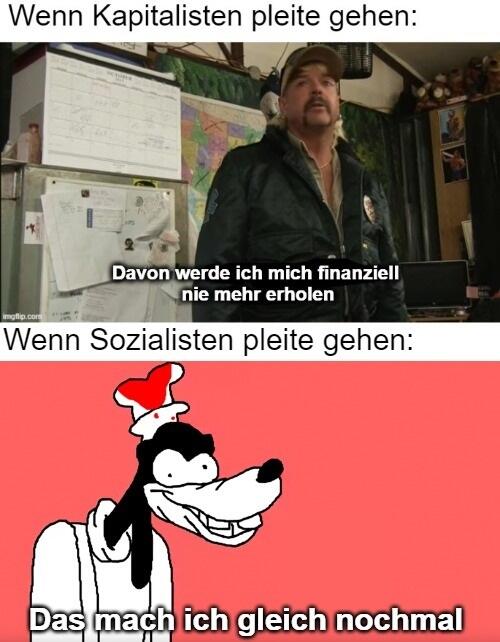 Wenn Kapitalisten pleite gehen:
Davon werde ich mich finanziell
nie mehr erholen
imgflip.com
Wenn Sozialisten pleite gehen:
Das mach ich gleich nochmal